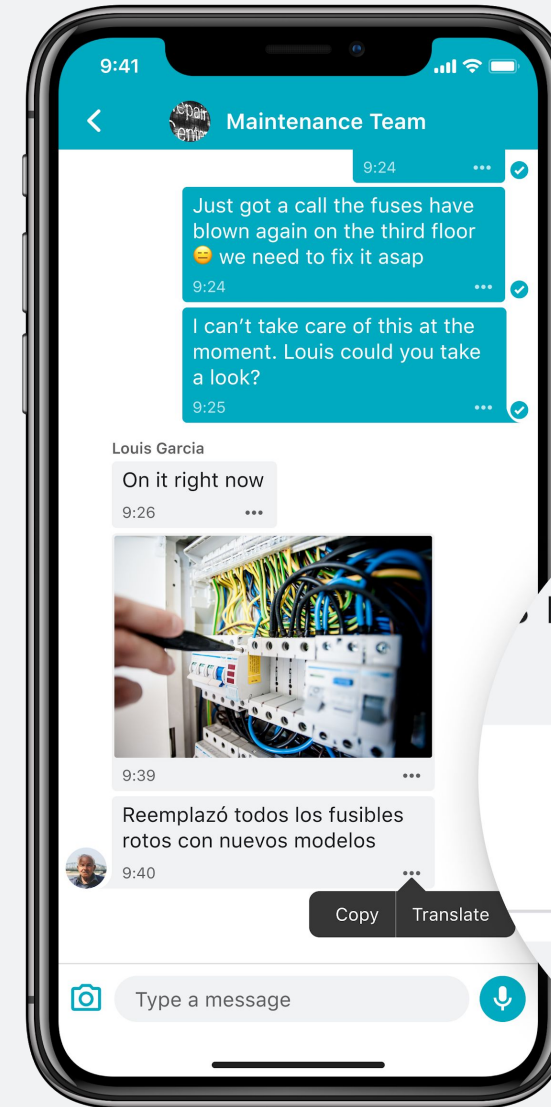 9:41
Repair
Center
Maintenance Team
9:24
Just got a call the fuses have
blown again on the third floor
😑 we need to fix it asap
9:24
I can’t take care of this at the
moment. Louis could you take
a look?
9:25
Louis Garcia
On it right now
9:26
9:39
Reemplazó todos los fusibles
rotos con nuevos modelos
9:40
Copy
Translate
Type a message